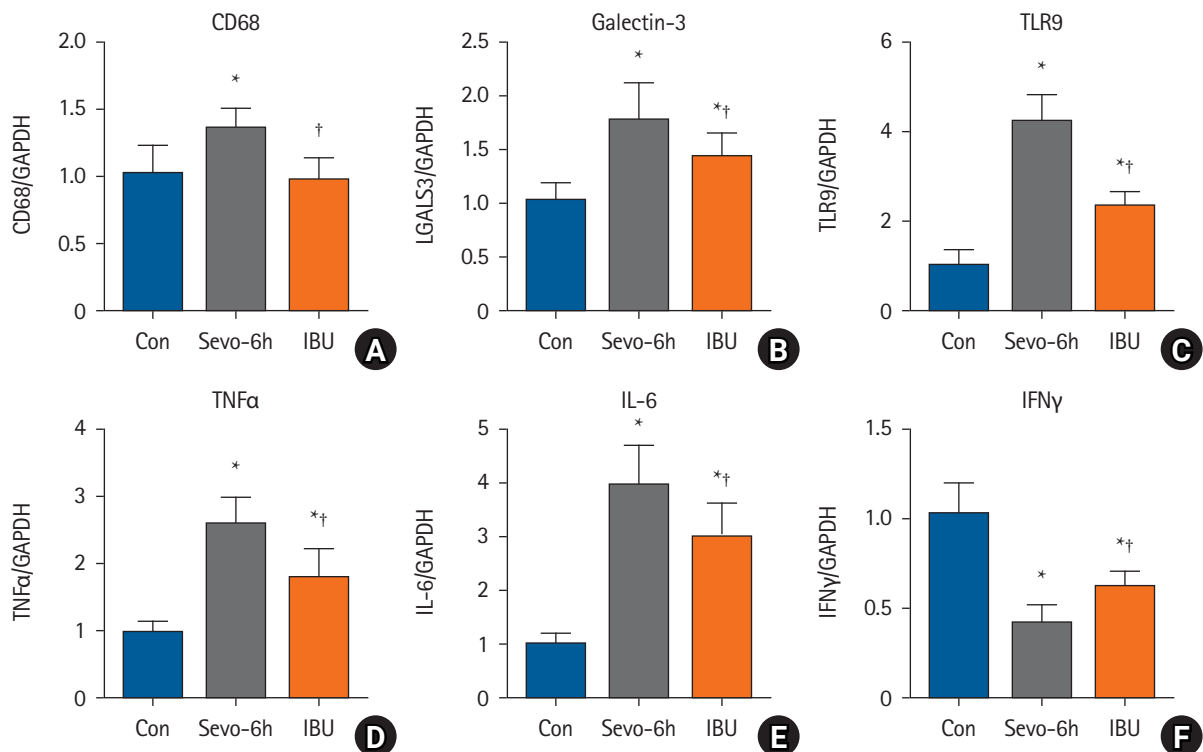 CD68
2.0
1.5
1.0
0.5
0
CD68/GAPDH
*
†
Con Sevo-6h IBU
A
Galectin-3
2.5
2.0
1.5
1.0
0.5
0
LGALS3/GAPDH
*
*†
Con Sevo-6h IBU
B
TLR9
6
4
2
0
TLR9/GAPDH
*
*†
Con Sevo-6h IBU
C
TNFα
4
3
2
1
0
TNFα/GAPDH
*
*†
Con Sevo-6h IBU
D
IL-6
5
4
3
2
1
0
IL-6/GAPDH
*
*†
Con Sevo-6h IBU
E
IFNγ
1.5
1.0
0.5
0
IFNγ/GAPDH
*
*†
Con Sevo-6h IBU
F